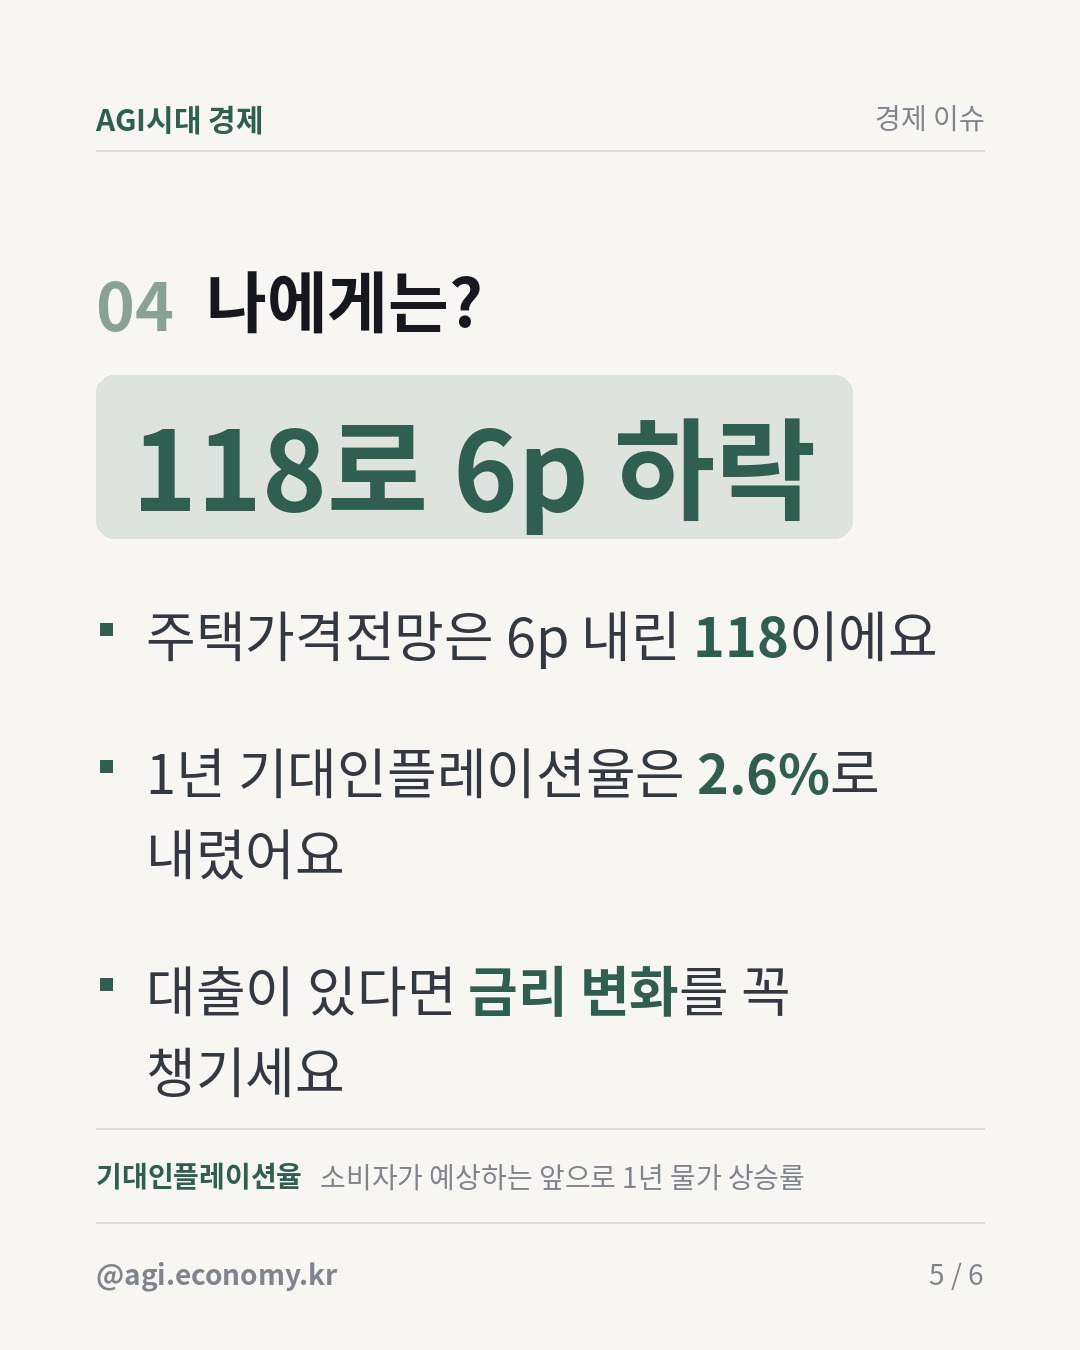 AGI시대 경제
경제 이슈
04 나에게는?
118로 6p 하락
▪ 주택가격전망은 6p 내린 118이에요
▪ 1년 기대인플레이션율은 2.6%로
내렸어요
▪ 대출이 있다면 금리 변화를 꼭
챙기세요
기대인플레이션율 소비자가 예상하는 앞으로 1년 물가 상승률
@agi.economy.kr
5 / 6